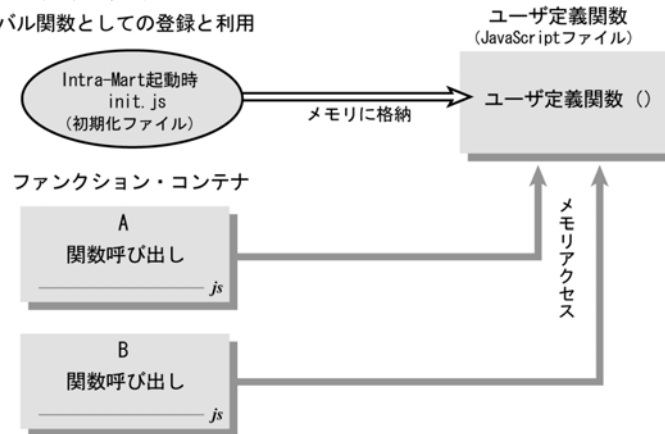 バル関数としての登録と利用
ユーザ定義関数
(JavaScriptファイル)
Intra-Mart起動時
init.js
(初期化ファイル)
メモリに格納
ユーザ定義関数 ()
ファンクション・コンテナ
A
関数呼び出し
js
メモリアクセス
B
関数呼び出し
js